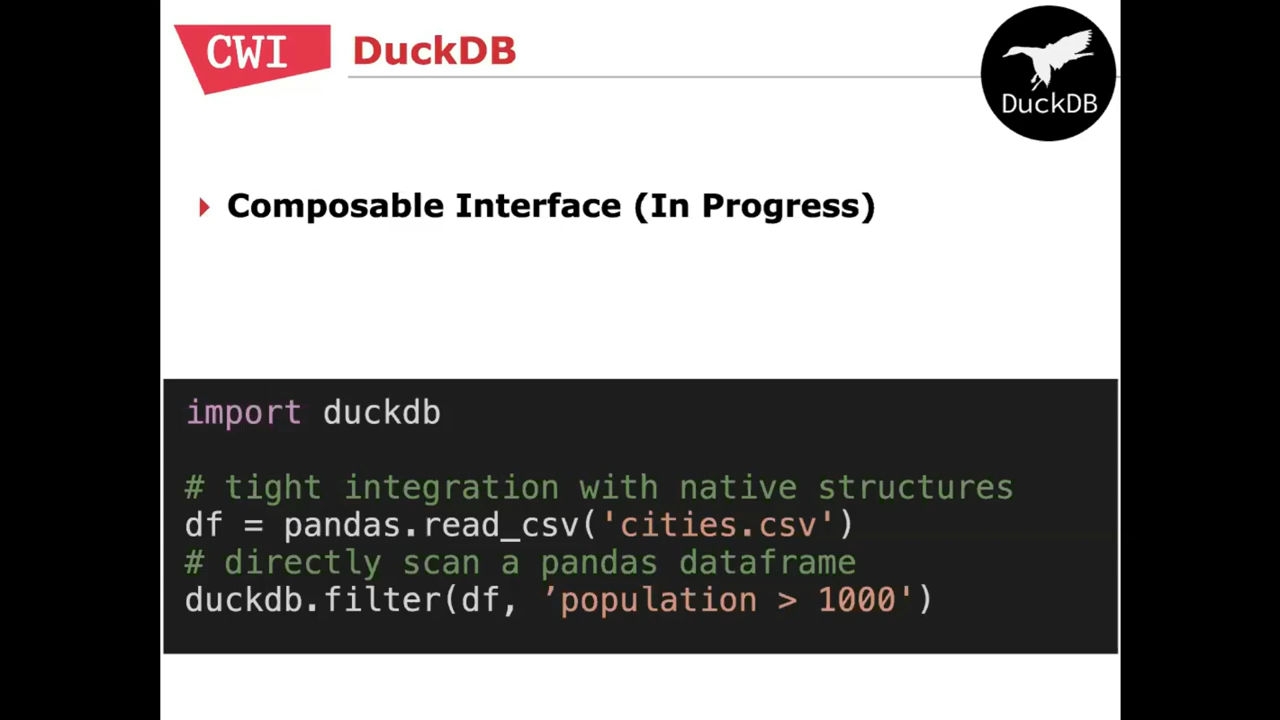 CWI
DuckDB
DuckDB
Composable Interface (In Progress)
import duckdb
# tight integration with native structures
df = pandas.read_csv('cities.csv')
# directly scan a pandas dataframe
duckdb.filter(df, ’population > 1000')